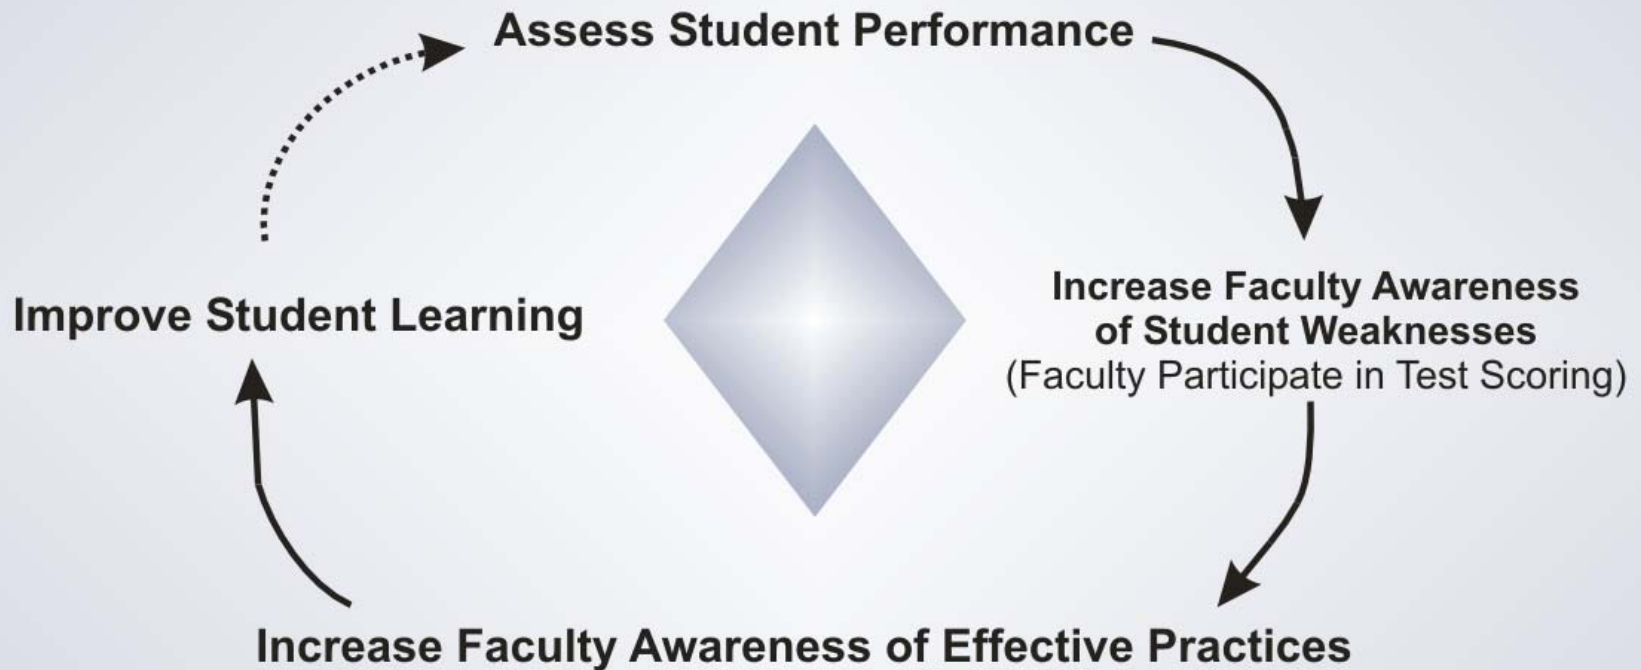 Assess Student Performance
Increase Faculty Awareness
of Student Weaknesses
(Faculty Participate in Test Scoring)
Increase Faculty Awareness of Effective Practices
Improve Student Learning